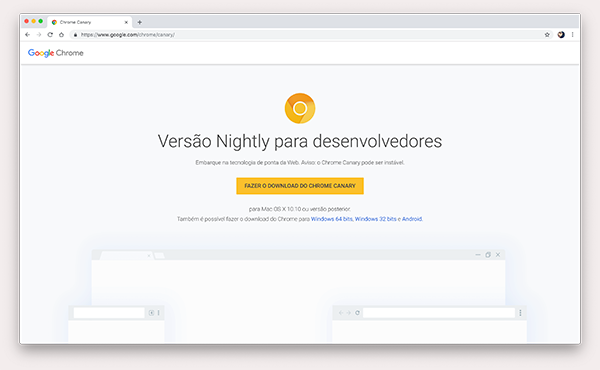 Chrome Canary
https://www.google.com/chrome/canary/
Google Chrome
Versão Nightly para desenvolvedores
Embarque na tecnologia de ponta da Web. Aviso: o Chrome Canary pode ser instável.
FAZER O DOWNLOAD DO CHROME CANARY
para Mac OS X 10.10 ou versão posterior.
Também é possível fazer o download do Chrome para Windows 64 bits, Windows 32 bits e Android.